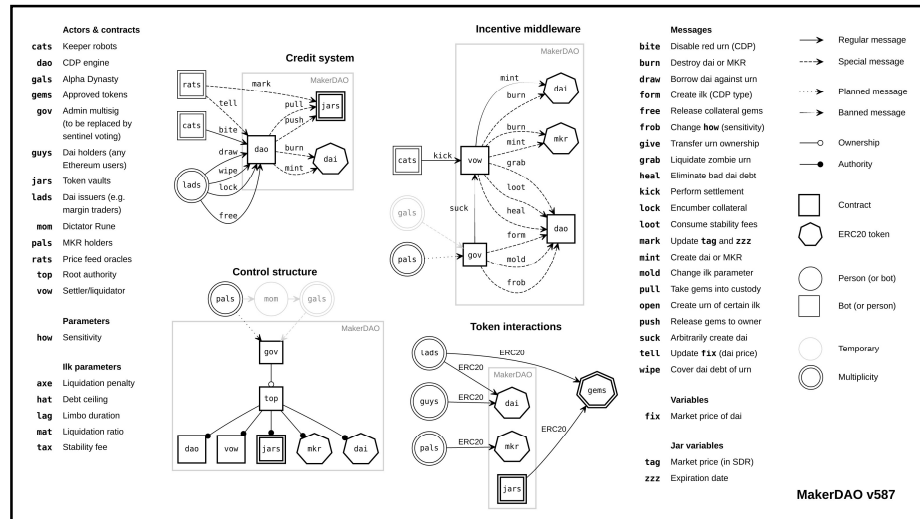 Actors & contracts
cats Keeper robots
dao CDP engine
gals Alpha Dynasty
gems Approved tokens
gov Admin multisig
(to be replaced by
sentinel voting)
guys Dai holders (any
Ethereum users)
jars Token vaults
lads Dai issuers (e.g.
margin traders)
mom Dictator Rune
pals MKR holders
rats Price feed oracles
top Root authority
vow Settler/liquidator
Parameters
how Sensitivity
Ilk parameters
axe Liquidation penalty
hat Debt ceiling
lag Limbo duration
mat Liquidation ratio
tax Stability fee
Credit system
MakerDAO
rats
mark
jars
tell
pull
push
cats
bite
dao
draw
burn
dai
wipe
mint
lads
lock
free
Control structure
pals
mom
gals
MakerDAO
gov
top
dao
vow
jars
mkr
dai
Incentive middleware
MakerDAO
mint
dai
burn
burn
mkr
mint
cats
kick
vow
grab
loot
suck
heal
gals
dao
form
pals
gov
mold
frob
Token interactions
lads
ERC20
ERC20
MakerDAO
gems
guys
ERC20
dai
pals
ERC20
mkr
ERC20
jars
Messages
bite Disable red urn (CDP)
burn Destroy dai or MKR
draw Borrow dai against urn
form Create ilk (CDP type)
free Release collateral gems
frob Change how (sensitivity)
give Transfer urn ownership
grab Liquidate zombie urn
heal Eliminate bad dai debt
kick Perform settlement
lock Encumber collateral
loot Consume stability fees
mark Update tag and zzz
mint Create dai or MKR
mold Change ilk parameter
pull Take gems into custody
open Create urn of certain ilk
push Release gems to owner
suck Arbitrarily create dai
tell Update fix (dai price)
wipe Cover dai debt of urn
Variables
fix Market price of dai
Jar variables
tag Market price (in SDR)
zzz Expiration date
Regular message
Special message
Planned message
Banned message
Ownership
Authority
Contract
ERC20 token
Person (or bot)
Bot (or person)
Temporary
Multiplicity
MakerDAO v587